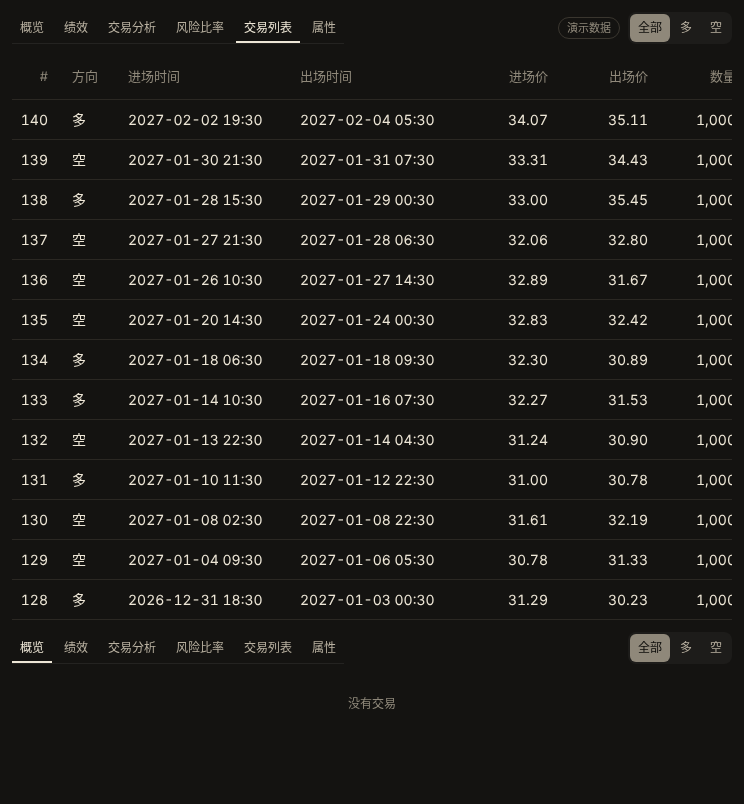 概览 绩效 交易分析 风险比率 交易列表 属性 演示数据 全部 多 空
# 方向 进场时间 出场时间 进场价 出场价 数量
140 多 2027-02-02 19:30 2027-02-04 05:30 34.07 35.11 1,000
139 空 2027-01-30 21:30 2027-01-31 07:30 33.31 34.43 1,000
138 多 2027-01-28 15:30 2027-01-29 00:30 33.00 35.45 1,000
137 空 2027-01-27 21:30 2027-01-28 06:30 32.06 32.80 1,000
136 空 2027-01-26 10:30 2027-01-27 14:30 32.89 31.67 1,000
135 空 2027-01-20 14:30 2027-01-24 00:30 32.83 32.42 1,000
134 多 2027-01-18 06:30 2027-01-18 09:30 32.30 30.89 1,000
133 多 2027-01-14 10:30 2027-01-16 07:30 32.27 31.53 1,000
132 空 2027-01-13 22:30 2027-01-14 04:30 31.24 30.90 1,000
131 多 2027-01-10 11:30 2027-01-12 22:30 31.00 30.78 1,000
130 空 2027-01-08 02:30 2027-01-08 22:30 31.61 32.19 1,000
129 空 2027-01-04 09:30 2027-01-06 05:30 30.78 31.33 1,000
128 多 2026-12-31 18:30 2027-01-03 00:30 31.29 30.23 1,000
概览 绩效 交易分析 风险比率 交易列表 属性 全部 多 空
没有交易